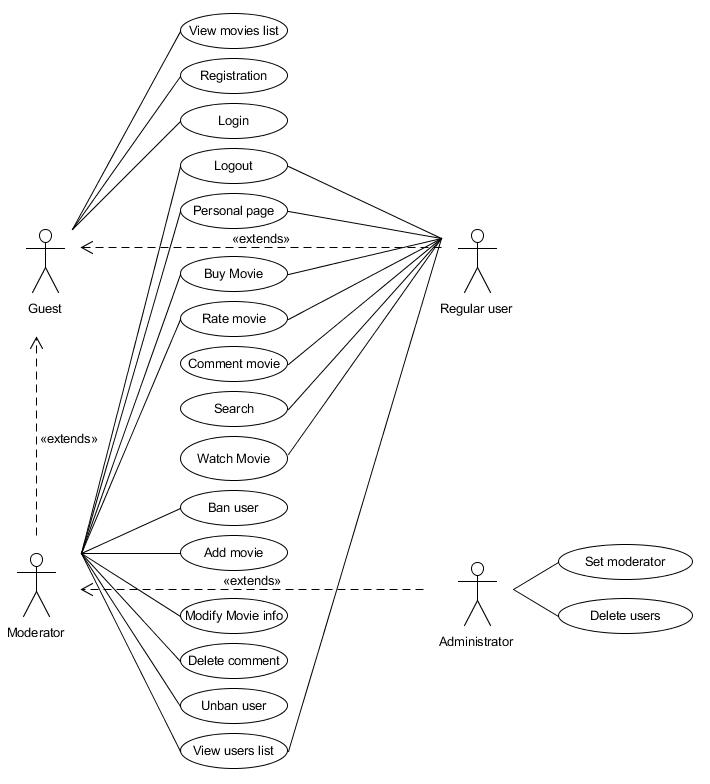 View movies list
Registration
Login
Logout
Personal page
«extends»
Buy Movie
Guest
Regular user
Rate movie
Comment movie
Search
«extends»
Watch Movie
Ban user
Add movie
Set moderator
«extends»
Modify Movie info
Delete users
Moderator
Administrator
Delete comment
Unban user
View users list